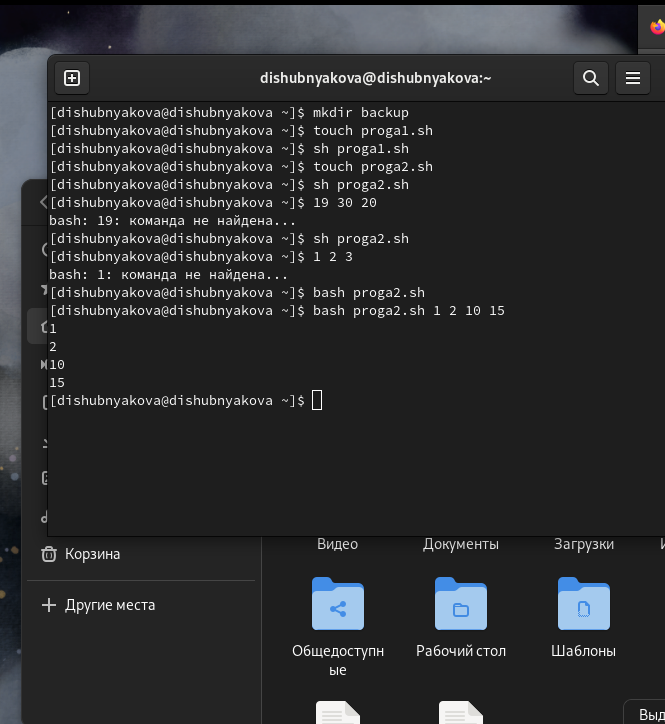 dishubnyakova@dishubnyakova:~
[dishubnyakova@dishubnyakova ~]$ mkdir backup
[dishubnyakova@dishubnyakova ~]$ touch proga1.sh
[dishubnyakova@dishubnyakova ~]$ sh proga1.sh
[dishubnyakova@dishubnyakova ~]$ touch proga2.sh
[dishubnyakova@dishubnyakova ~]$ sh proga2.sh
[dishubnyakova@dishubnyakova ~]$ 19 30 20
bash: 19: команда не найдена...
[dishubnyakova@dishubnyakova ~]$ sh proga2.sh
[dishubnyakova@dishubnyakova ~]$ 1 2 3
bash: 1: команда не найдена...
[dishubnyakova@dishubnyakova ~]$ bash proga2.sh
[dishubnyakova@dishubnyakova ~]$ bash proga2.sh 1 2 10 15
1
2
10
15
[dishubnyakova@dishubnyakova ~]$
Корзина
Другие места
Видео
Документы
Загрузки
Общедоступн
ые
Рабочий стол
Шаблоны